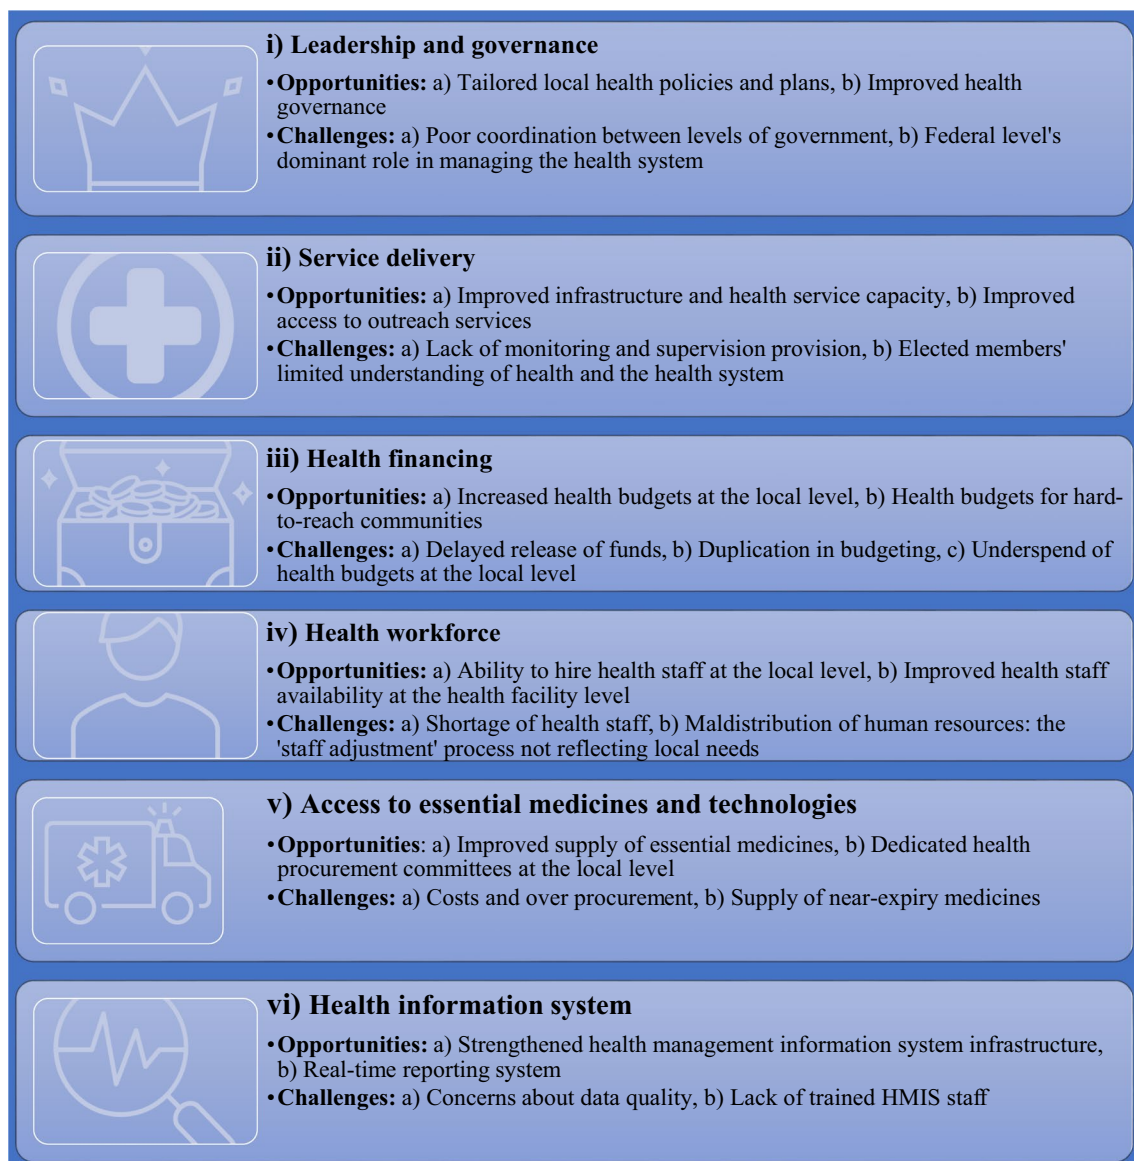 i) Leadership and governance
•Opportunities: a) Tailored local health policies and plans, b) Improved health
governance
•Challenges: a) Poor coordination between levels of government, b) Federal level's
dominant role in managing the health system
ii) Service delivery
•Opportunities: a) Improved infrastructure and health service capacity, b) Improved
access to outreach services
•Challenges: a) Lack of monitoring and supervision provision, b) Elected members'
limited understanding of health and the health system
iii) Health financing
•Opportunities: a) Increased health budgets at the local level, b) Health budgets for hard-
to-reach communities
•Challenges: a) Delayed release of funds, b) Duplication in budgeting, c) Underspend of
health budgets at the local level
iv) Health workforce
•Opportunities: a) Ability to hire health staff at the local level, b) Improved health staff
availability at the health facility level
•Challenges: a) Shortage of health staff, b) Maldistribution of human resources: the
'staff adjustment' process not reflecting local needs
v) Access to essential medicines and technologies
•Opportunities: a) Improved supply of essential medicines, b) Dedicated health
procurement committees at the local level
•Challenges: a) Costs and over procurement, b) Supply of near-expiry medicines
vi) Health information system
•Opportunities: a) Strengthened health management information system infrastructure,
b) Real-time reporting system
•Challenges: a) Concerns about data quality, b) Lack of trained HMIS staff